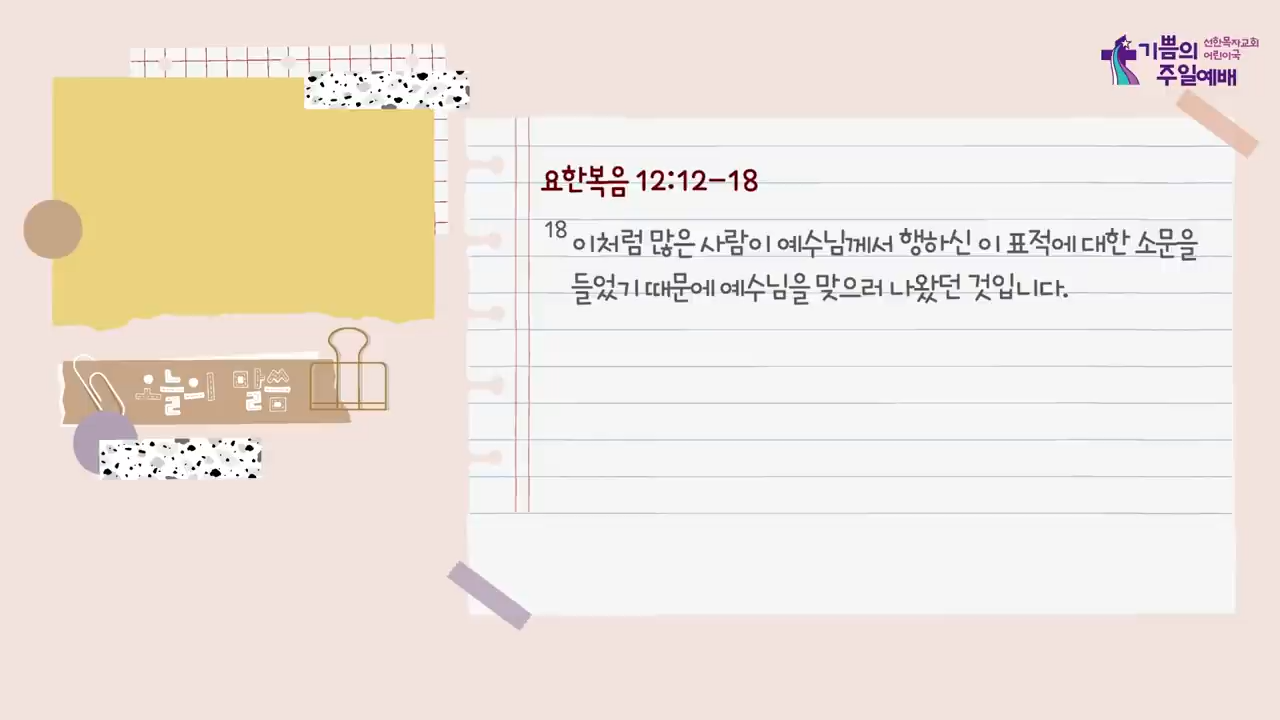 기쁨의
주일예배
선한목자교회
어린이국
요한복음 12:12-18
18 이처럼 많은 사람이 예수님께서 행하신 이 표적에 대한 소문을
들었기 때문에 예수님을 맞으러 나왔던 것입니다.
오늘의 말씀